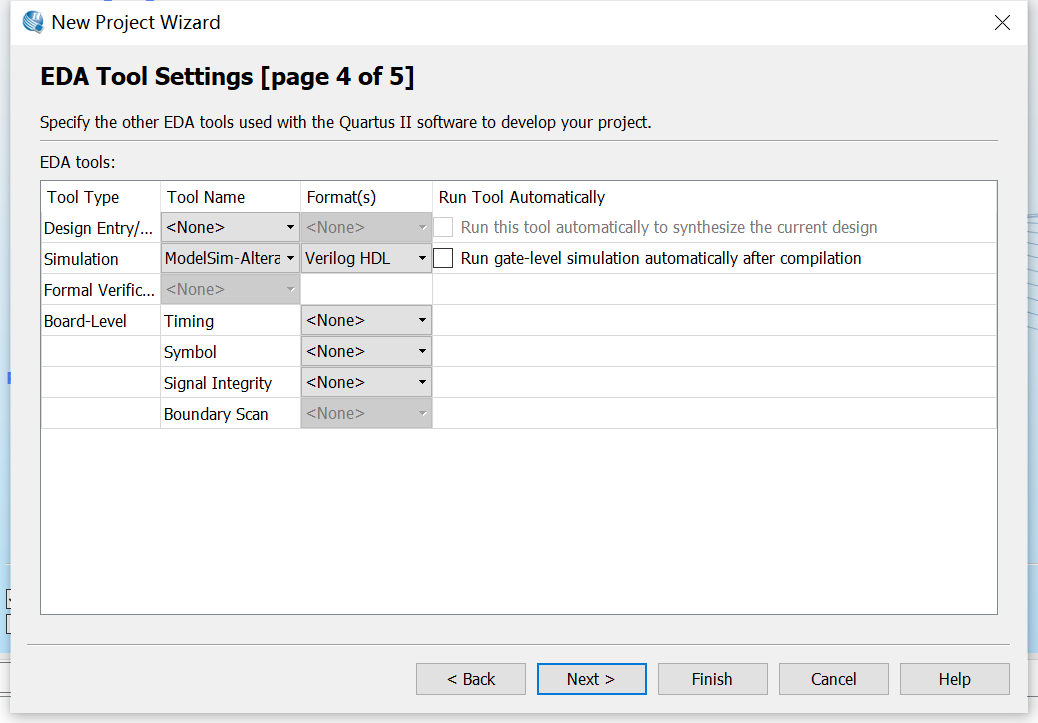 New Project Wizard
EDA Tool Settings [page 4 of 5]
Specify the other EDA tools used with the Quartus II software to develop your project.
EDA tools:
Tool Type Tool Name Format(s) Run Tool Automatically
Design Entry/... <None> <None> Run this tool automatically to synthesize the current design
Simulation ModelSim-Altera Verilog HDL Run gate-level simulation automatically after compilation
Formal Verific... <None>
Board-Level Timing <None>
Symbol <None>
Signal Integrity <None>
Boundary Scan <None>
< Back Next > Finish Cancel Help